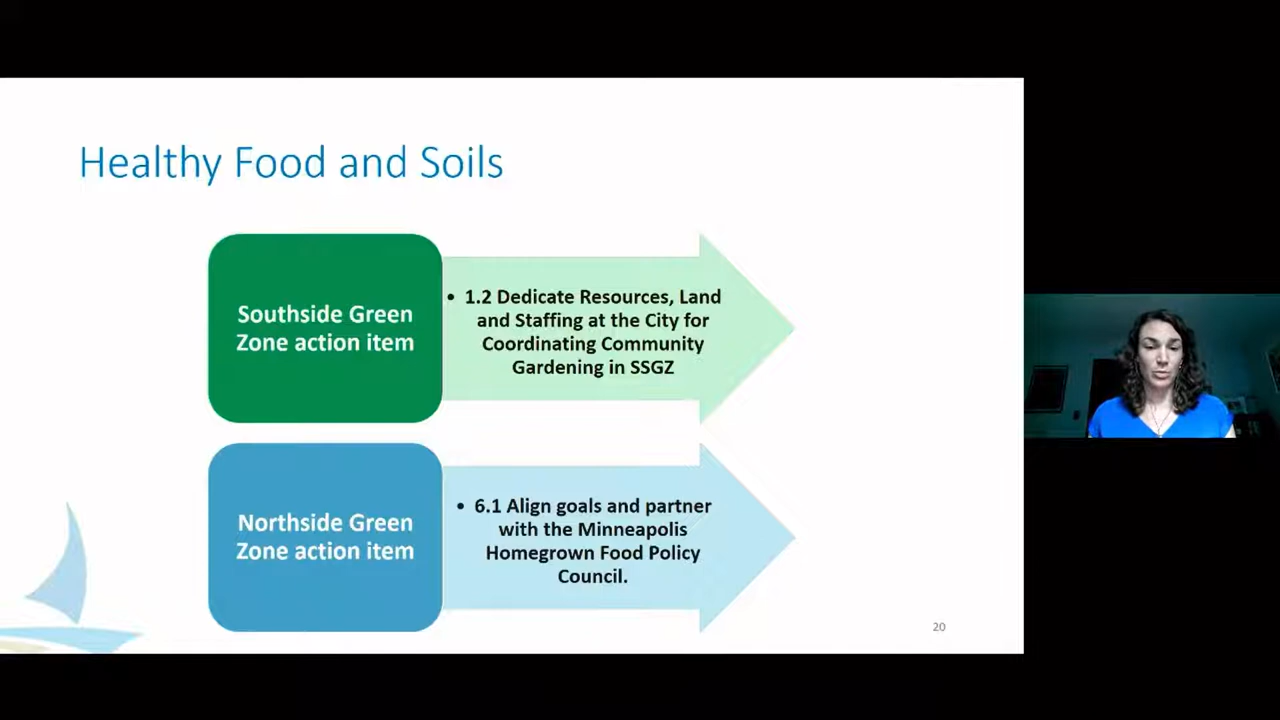 Healthy Food and Soils
Southside Green
Zone action item
• 1.2 Dedicate Resources, Land
and Staffing at the City for
Coordinating Community
Gardening in SSGZ
Northside Green
Zone action item
• 6.1 Align goals and partner
with the Minneapolis
Homegrown Food Policy
Council.
20